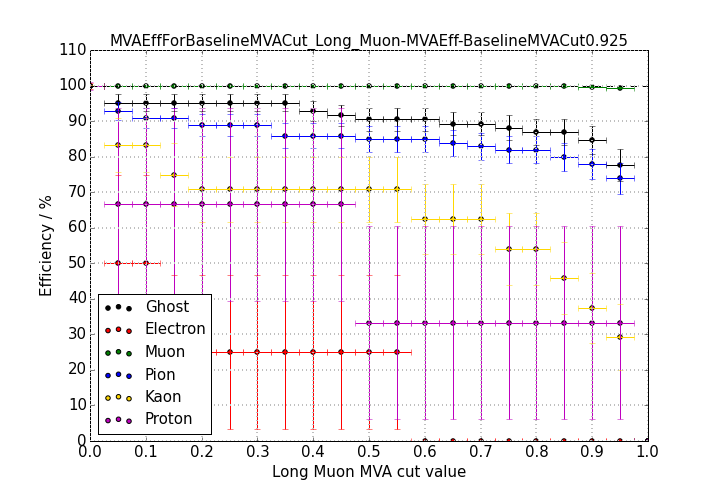 MVAEffForBaselineMVACut_Long_Muon-MVAEff-BaselineMVACut0.925
110
100
90
80
70
60
50
40
30
20
10
0
Efficiency / %
Ghost
Electron
Muon
Pion
Kaon
Proton
0.0 0.1 0.2 0.3 0.4 0.5 0.6 0.7 0.8 0.9 1.0
Long Muon MVA cut value